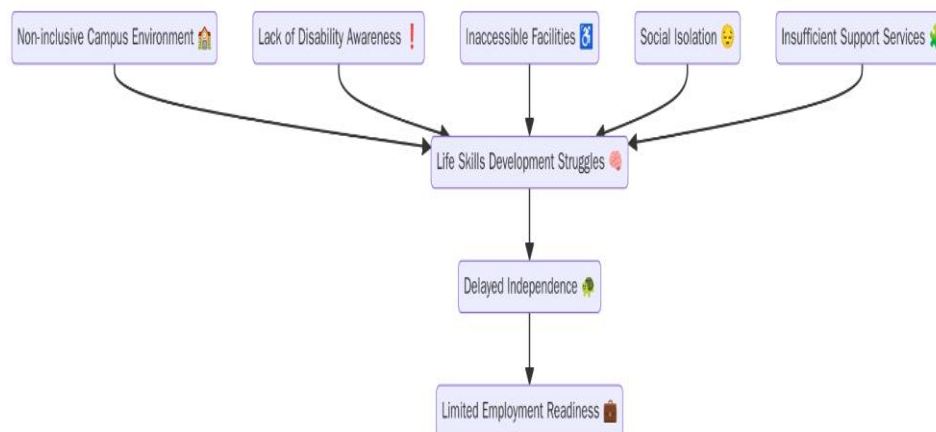 Non-inclusive Campus Environment 🏫
Lack of Disability Awareness ❗
Inaccessible Facilities ♿
Social Isolation 😔
Insufficient Support Services 🧩
Life Skills Development Struggles 🧠
Delayed Independence 🐢
Limited Employment Readiness 💼